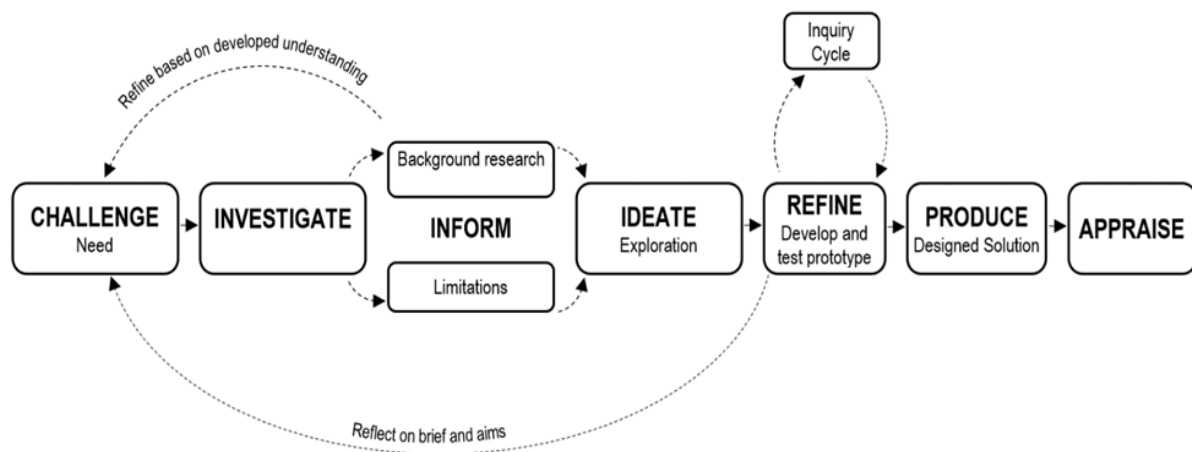 Refine based on developed understanding
Inquiry
Cycle
Background research
CHALLENGE
Need
INVESTIGATE
INFORM
IDEATE
Exploration
REFINE
Develop and
test prototype
PRODUCE
Designed Solution
APPRAISE
Limitations
Reflect on brief and aims